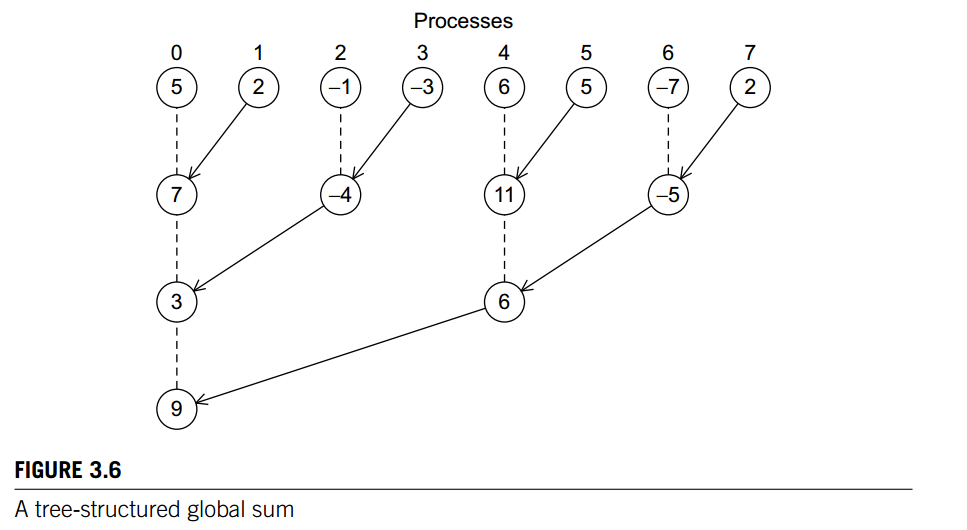 Processes
0 1 2 3 4 5 6 7
5 2 –1 –3 6 5 –7 2
7 –4 11 –5
3 6
9
FIGURE 3.6
A tree-structured global sum